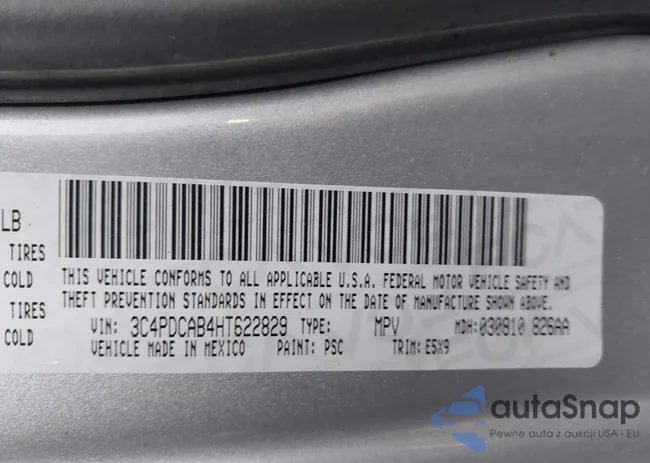 LB
TIRES
COLD
TIRES
COLD
THIS VEHICLE CONFORMS TO ALL APPLICABLE U.S.A. FEDERAL MOTOR VEHICLE SAFETY AND
THEFT PREVENTION STANDARDS IN EFFECT ON THE DATE OF MANUFACTURE SHOWN ABOVE.
VIN: 3C4PDCAB4HT622829 TYPE: MPV MDH:030810 826AA
VEHICLE MADE IN MEXICO PAINT: PSC TRIM: E5X9
autaSnap
Pewne auta z aukcji USA i EU